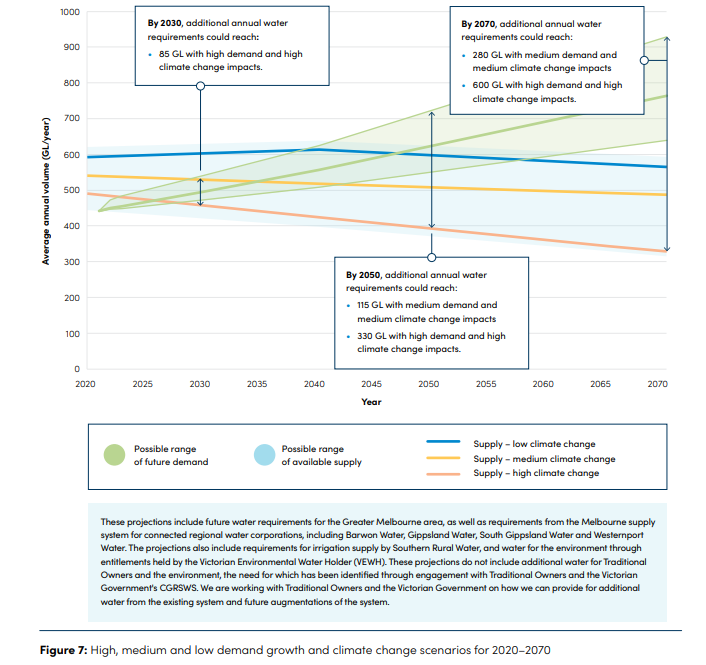 1000
By 2030, additional annual water
requirements could reach:
• 85 GL with high demand and high
climate change impacts.
By 2070, additional annual water
requirements could reach:
• 280 GL with medium demand and
medium climate change impacts
• 600 GL with high demand and high
climate change impacts.
900
800
700
600
500
400
300
200
100
0
Average annual volume (GL/year)
By 2050, additional annual water
requirements could reach:
• 115 GL with medium demand and
medium climate change impacts
• 330 GL with high demand and high
climate change impacts.
2020 2025 2030 2035 2040 2045 2050 2055 2060 2065 2070
Year
Possible range
of future demand
Possible range
of available supply
Supply – low climate change
Supply – medium climate change
Supply – high climate change
These projections include future water requirements for the Greater Melbourne area, as well as requirements from the Melbourne supply
system for connected regional water corporations, including Barwon Water, Gippsland Water, South Gippsland Water and Westernport
Water. The projections also include requirements for irrigation supply by Southern Rural Water, and water for the environment through
entitlements held by the Victorian Environmental Water Holder (VEWH). These projections do not include additional water for Traditional
Owners and the environment, the need for which has been identified through engagement with Traditional Owners and the Victorian
Government's CGRSWS. We are working with Traditional Owners and the Victorian Government on how we can provide for additional
water from the existing system and future augmentations of the system.
Figure 7: High, medium and low demand growth and climate change scenarios for 2020–2070